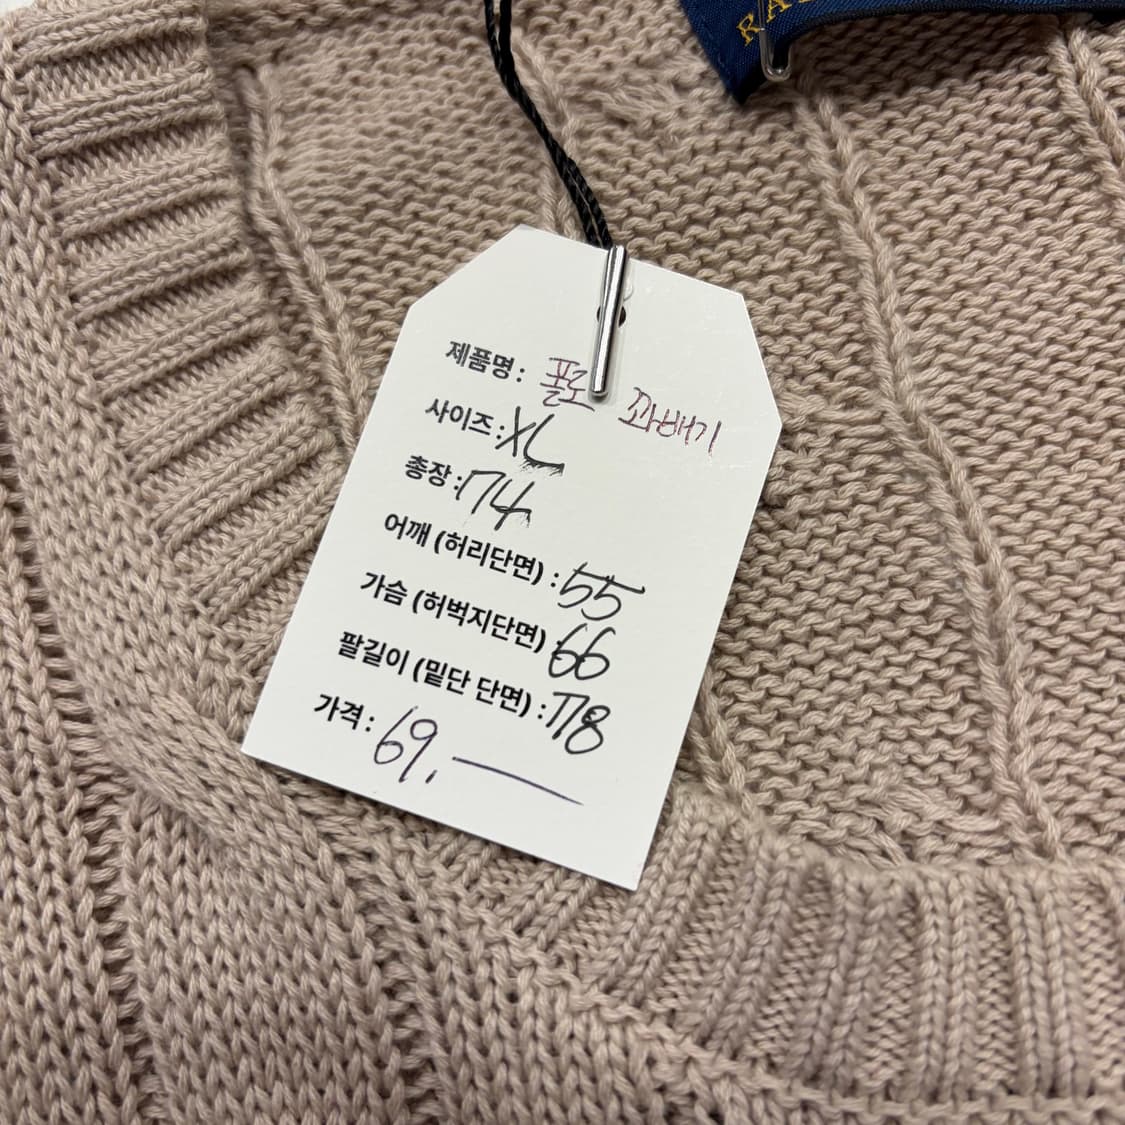 RA
제품명: 폴로 꽈배기
사이즈: XL
총장: 74
어깨 (허리단면) : 55
가슴 (허벅지단면) 66
팔길이 (밑단 단면) : 78
가격: 69.—